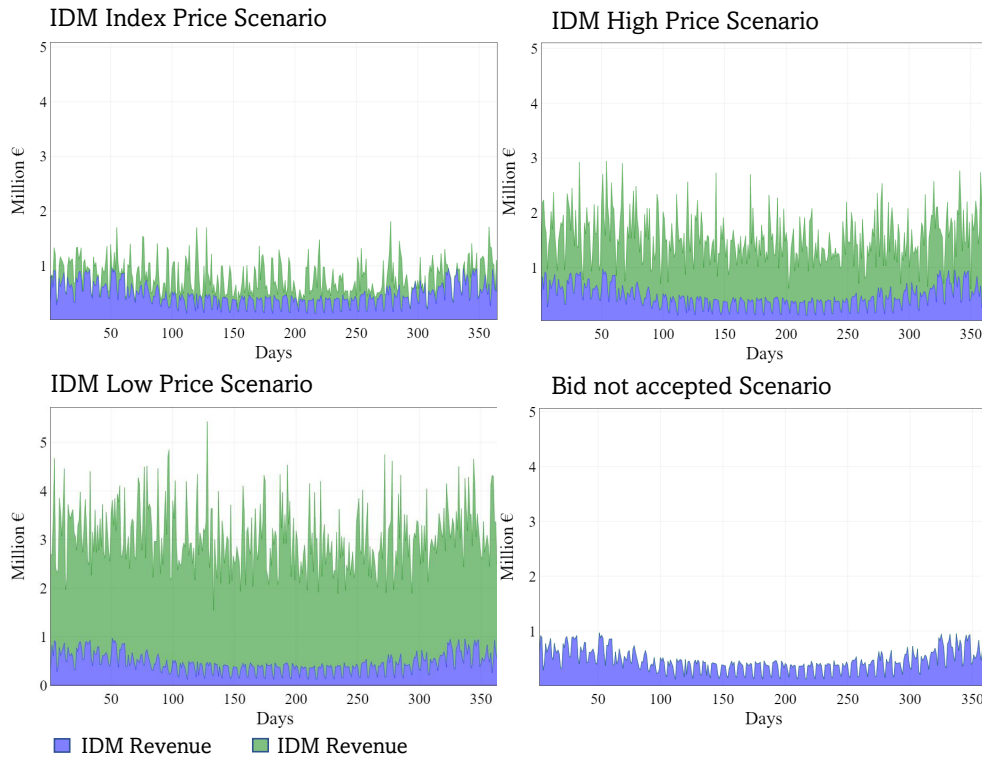 IDM Index Price Scenario
5
4
3
2
1
Million €
50 100 150 200 250 300 350
Days
IDM High Price Scenario
5
4
3
2
1
Million €
50 100 150 200 250 300 350
Days
IDM Low Price Scenario
5
4
3
2
1
0
Million €
50 100 150 200 250 300 350
Days
Bid not accepted Scenario
5
4
3
2
1
Million €
50 100 150 200 250 300 350
Days
IDM Revenue IDM Revenue